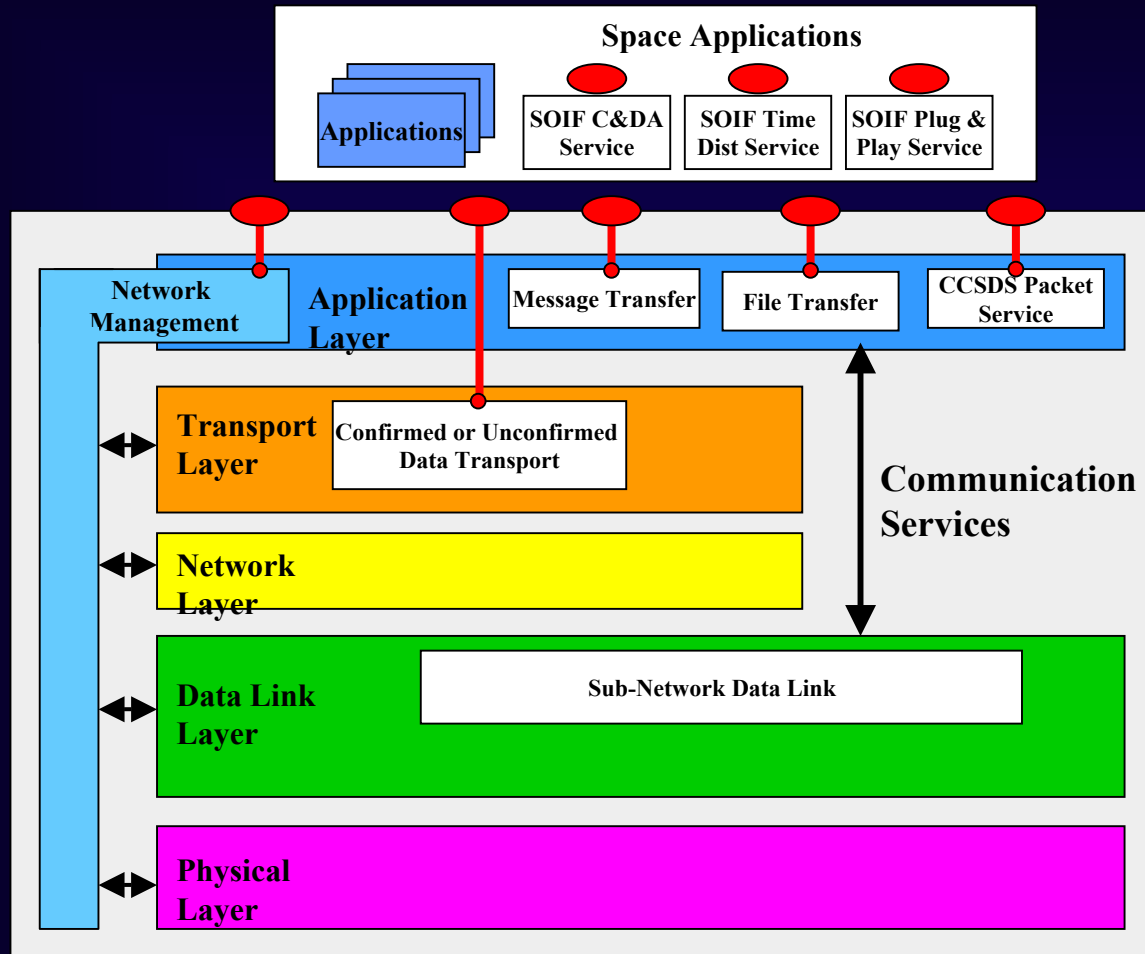 Space Applications
Applications
SOIF C&DA
Service
SOIF Time
Dist Service
SOIF Plug &
Play Service
Network
Management
Application
Layer
Message Transfer
File Transfer
CCSDS Packet
Service
Transport
Layer
Confirmed or Unconfirmed
Data Transport
Communication
Services
Network
Layer
Data Link
Layer
Sub-Network Data Link
Physical
Layer